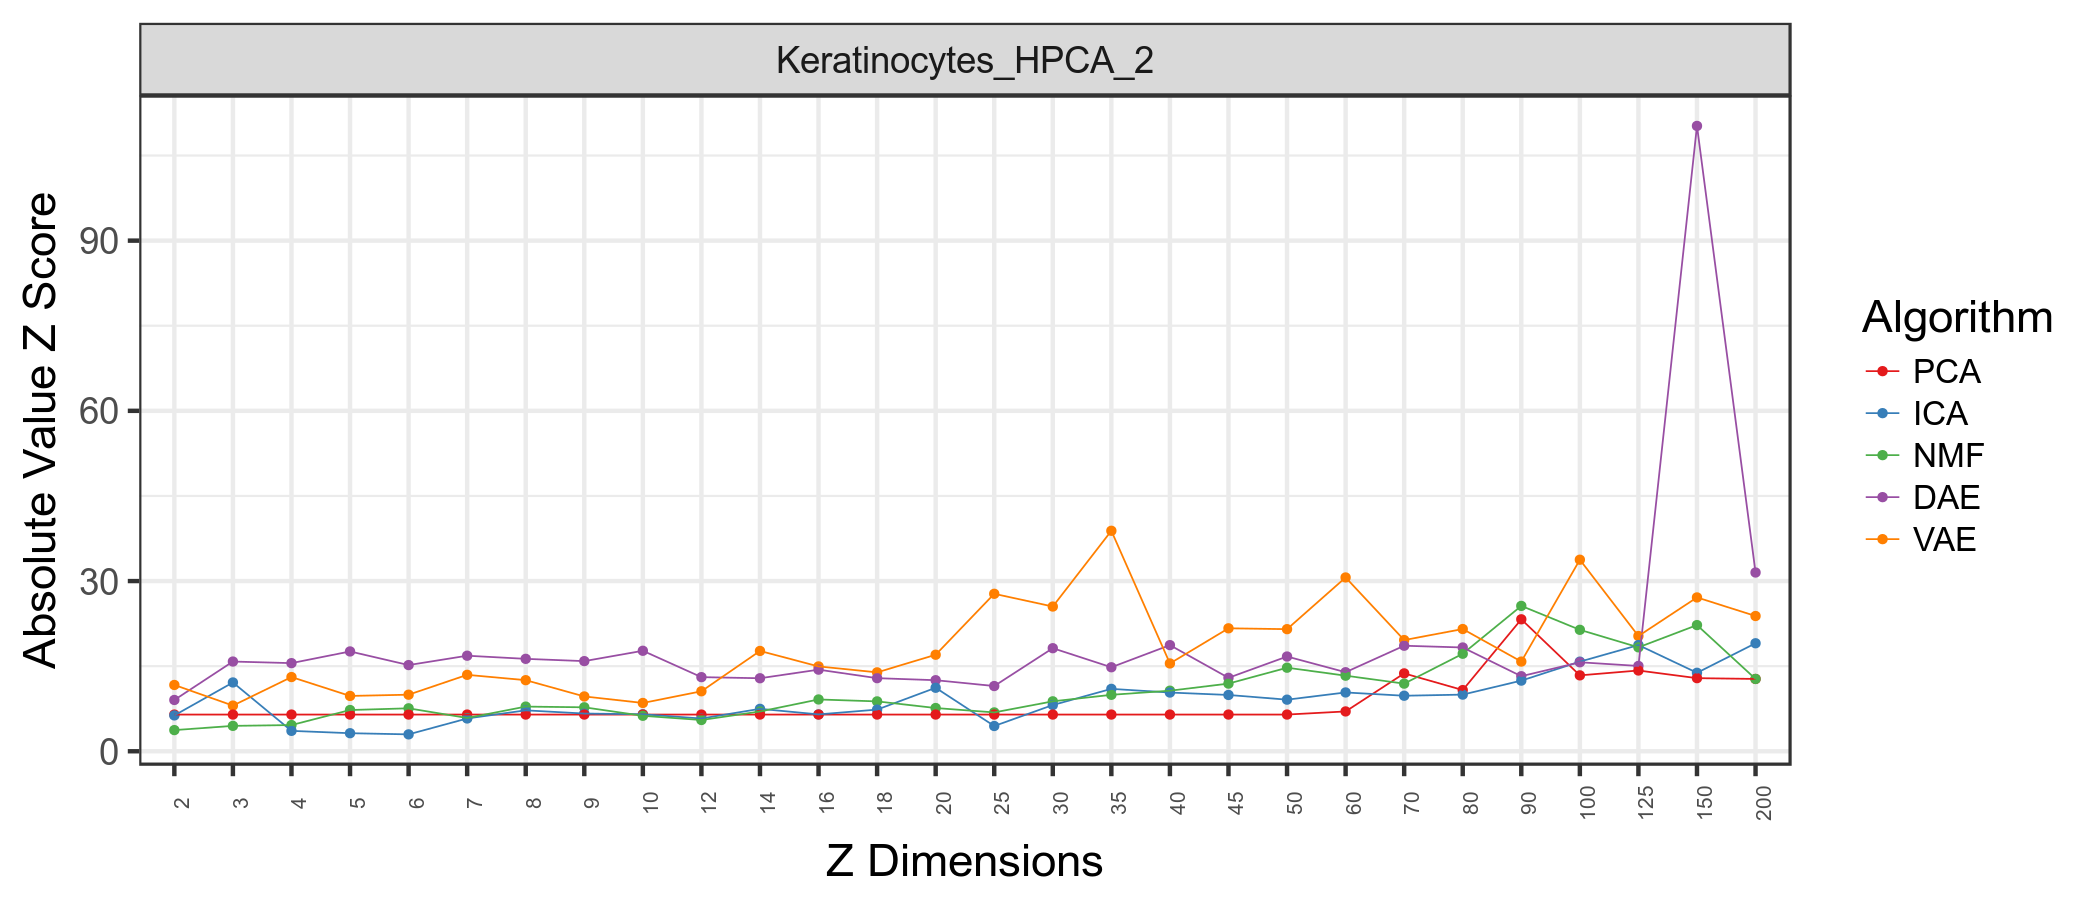 Keratinocytes_HPCA_2
Absolute Value Z Score
90
60
30
0
2 3 4 5 6 7 8 9 10 12 14 16 18 20 25 30 35 40 45 50 60 70 80 90 100 125 150 200
Z Dimensions
Algorithm
PCA
ICA
NMF
DAE
VAE